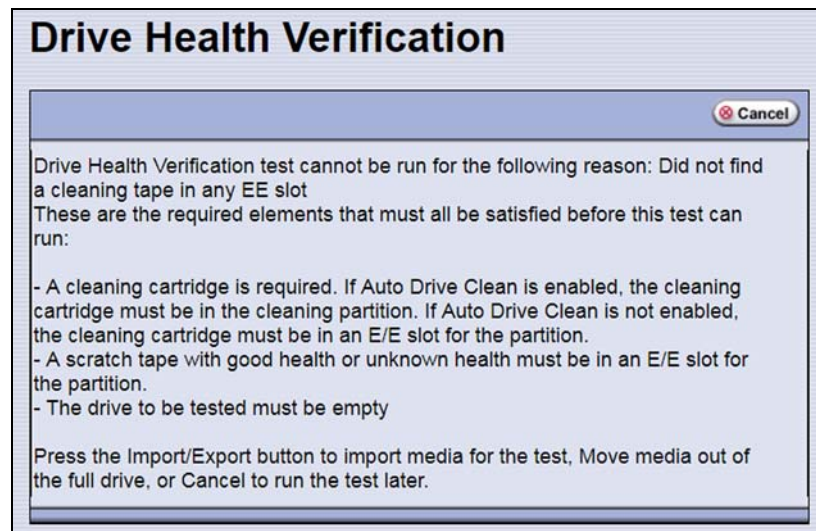 Drive Health Verification
Cancel
Drive Health Verification test cannot be run for the following reason: Did not find
a cleaning tape in any EE slot
These are the required elements that must all be satisfied before this test can
run:
- A cleaning cartridge is required. If Auto Drive Clean is enabled, the cleaning
cartridge must be in the cleaning partition. If Auto Drive Clean is not enabled,
the cleaning cartridge must be in an E/E slot for the partition.
- A scratch tape with good health or unknown health must be in an E/E slot for
the partition.
- The drive to be tested must be empty
Press the Import/Export button to import media for the test, Move media out of
the full drive, or Cancel to run the test later.